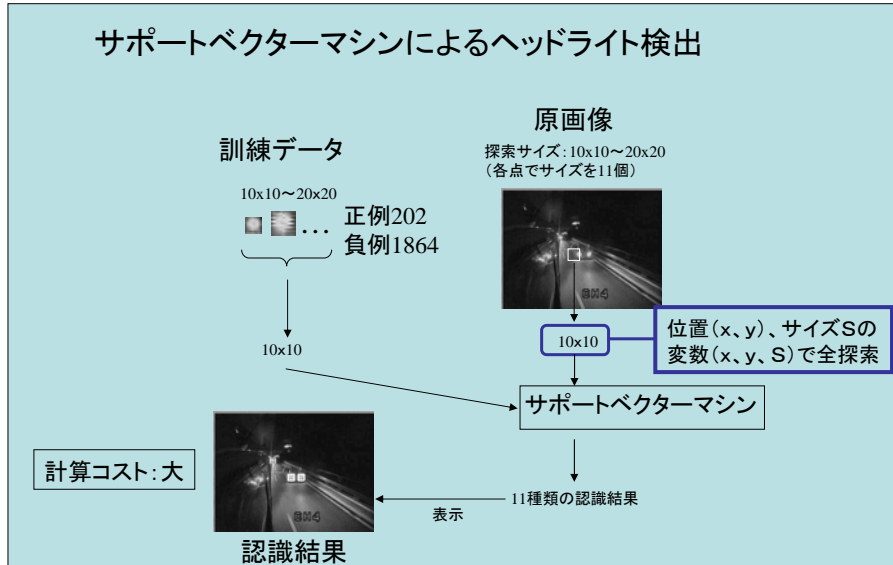 サポートベクターマシンによるヘッドライト検出
訓練データ
10x10～20x20
正例202
負例1864
10x10
原画像
探索サイズ：10x10～20x20
（各点でサイズを11個）
10x10
位置（ｘ、ｙ）、サイズＳの
変数（ｘ、ｙ、Ｓ）で全探索
サポートベクターマシン
11種類の認識結果
表示
計算コスト：大
認識結果